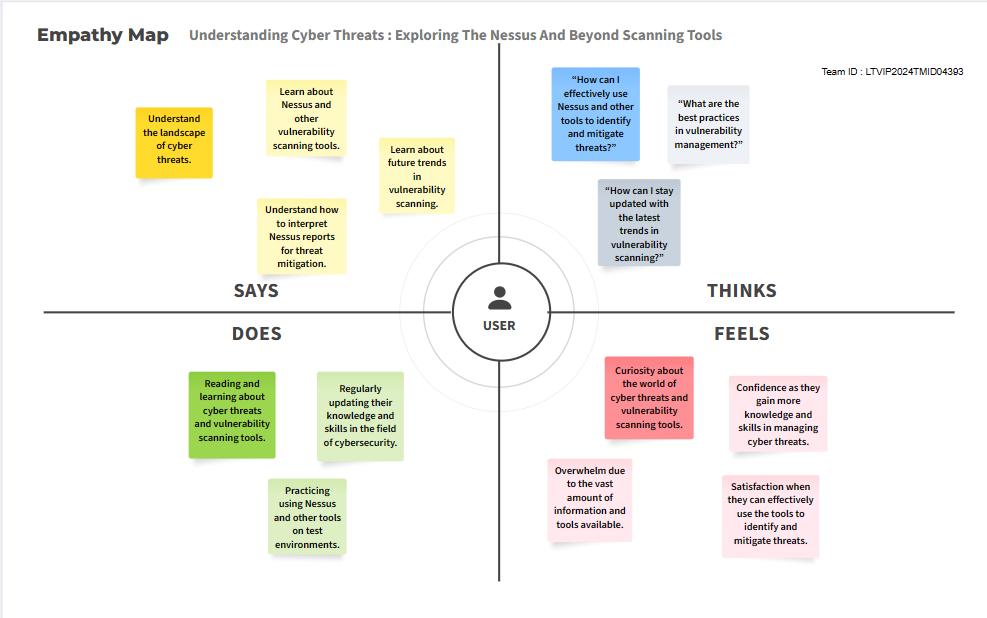 Empathy Map
Understanding Cyber Threats : Exploring The Nessus And Beyond Scanning Tools
Team ID : LTVIP2024TMID04393
Understand
the landscape
of cyber
threats.
Learn about
Nessus and
other
vulnerability
scanning tools.
Learn about
future trends
in
vulnerability
scanning.
Understand how
to interpret
Nessus reports
for threat
mitigation.
SAYS
“How can I
effectively use
Nessus and other
tools to identify
and mitigate
threats?”
“What are the
best practices
in vulnerability
management?”
“How can I stay
updated with
the latest
trends in
vulnerability
scanning?”
THINKS
USER
DOES
Reading and
learning about
cyber threats
and vulnerability
scanning tools.
Regularly
updating their
knowledge and
skills in the field
of cybersecurity.
Practicing
using Nessus
and other tools
on test
environments.
FEELS
Curiosity about
the world of
cyber threats and
vulnerability
scanning tools.
Confidence as they
gain more
knowledge and
skills in managing
cyber threats.
Overwhelm due
to the vast
amount of
information and
tools available.
Satisfaction when
they can effectively
use the tools to
identify and
mitigate threats.